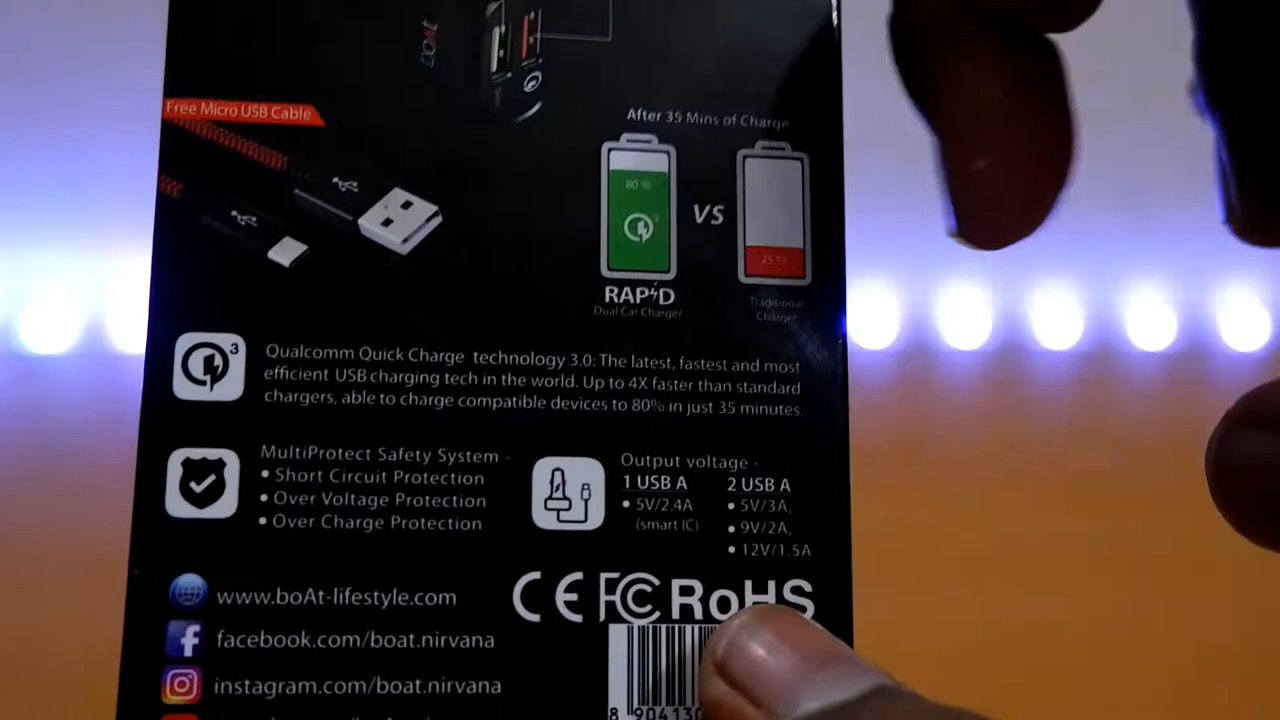 boAt
Free Micro USB Cable
After 35 Mins of Charge
80 %
VS
25 %
RAPID
Dual Car Charger
Traditional
Charger
3
Qualcomm Quick Charge technology 3.0: The latest, fastest and most
efficient USB charging tech in the world. Up to 4X faster than standard
chargers, able to charge compatible devices to 80% in just 35 minutes.
MultiProtect Safety System -
• Short Circuit Protection
• Over Voltage Protection
• Over Charge Protection
Output voltage -
1 USB A
• 5V/2.4A
(smart IC)
2 USB A
• 5V/3A,
• 9V/2A,
• 12V/1.5A
CE FC RoHS
www.boAt-lifestyle.com
facebook.com/boat.nirvana
instagram.com/boat.nirvana
8 904130